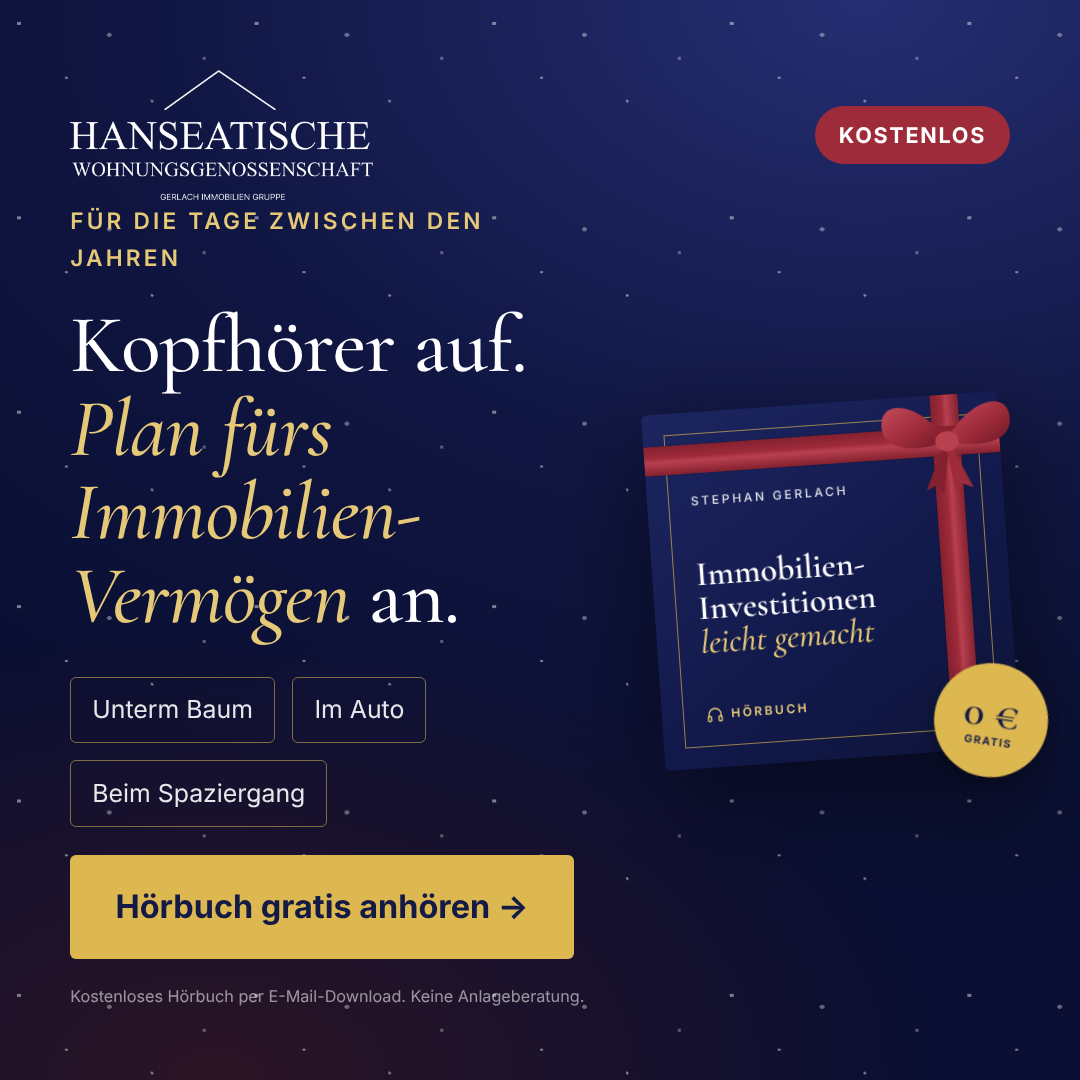 HANSEATISCHE
WOHNUNGSGENOSSENSCHAFT
GERLACH IMMOBILIEN GRUPPE
KOSTENLOS
FÜR DIE TAGE ZWISCHEN DEN
JAHREN
Kopfhörer auf.
Plan fürs
Immobilien-
Vermögen an.
Unterm Baum
Im Auto
Beim Spaziergang
Hörbuch gratis anhören →
Kostenloses Hörbuch per E-Mail-Download. Keine Anlageberatung.
STEPHAN GERLACH
Immobilien-
Investitionen
leicht gemacht
HÖRBUCH
0 €
GRATIS